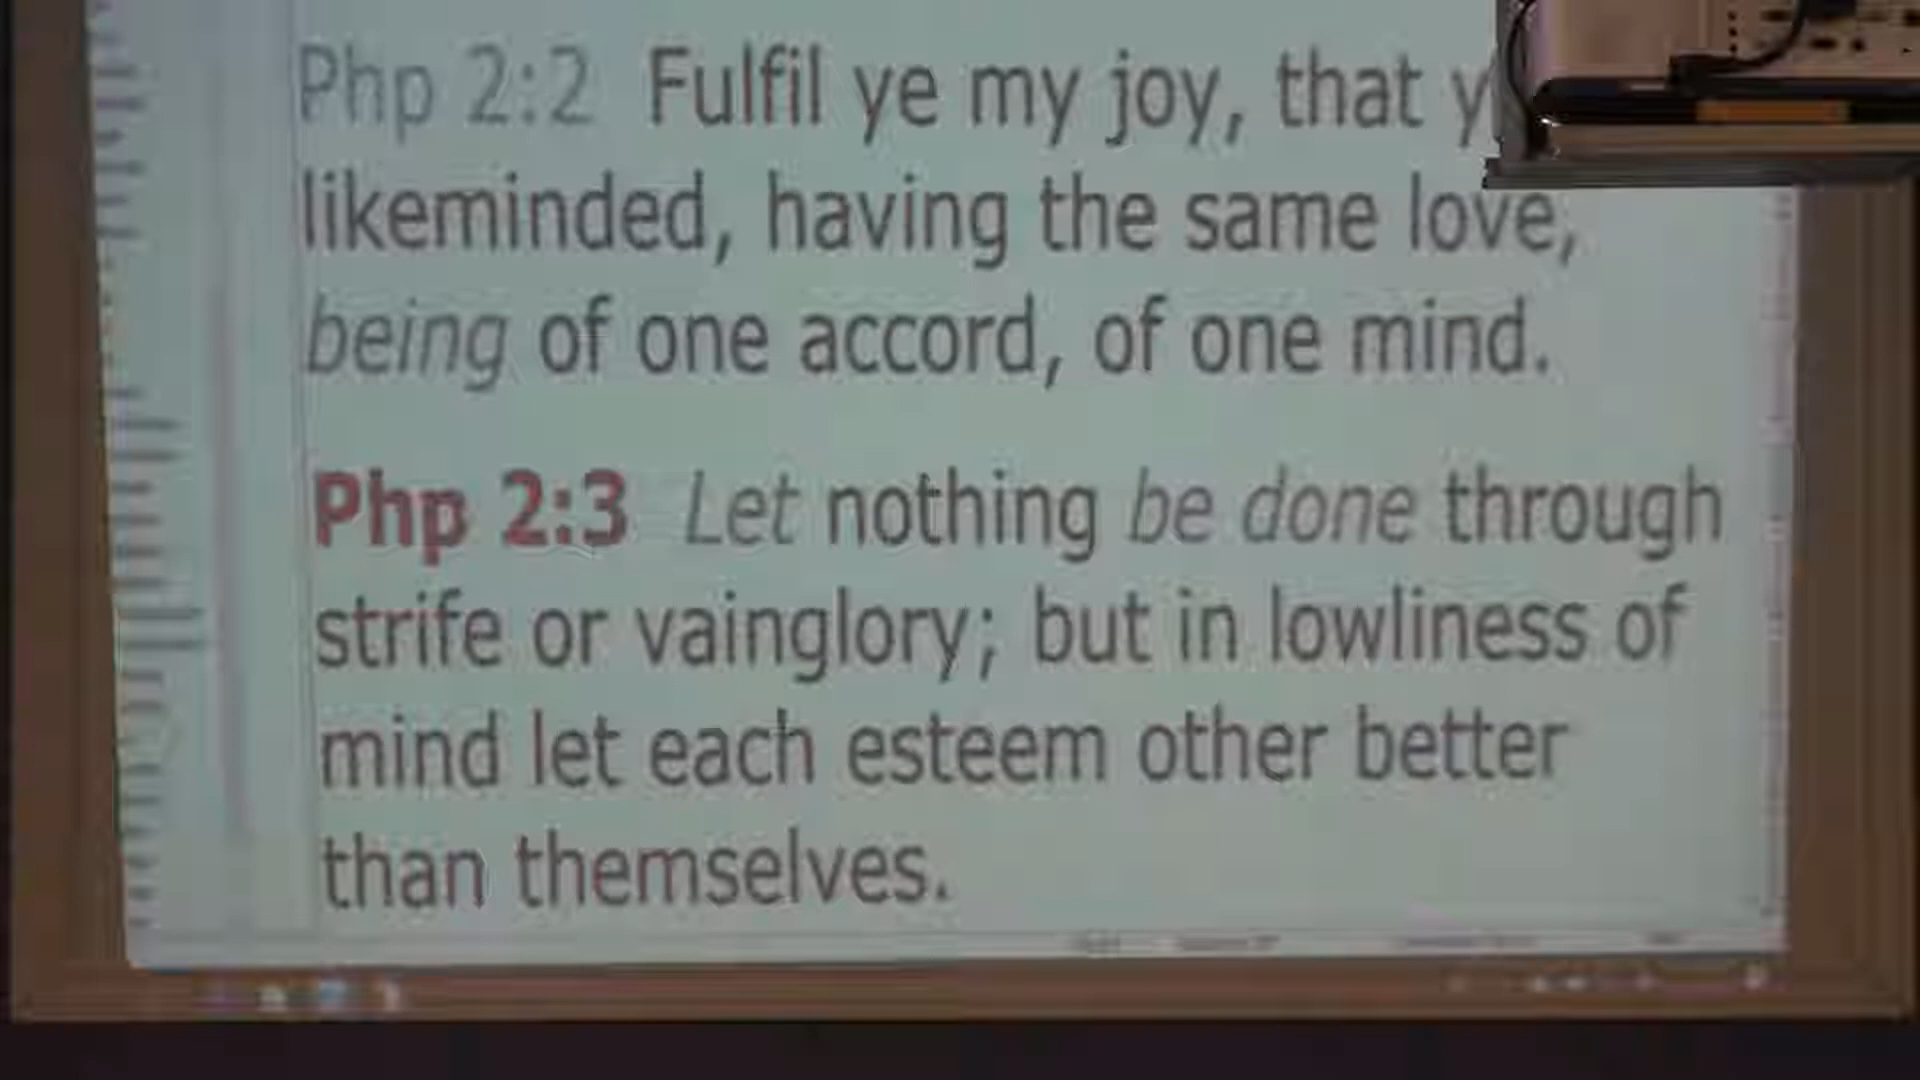 Php 2:2 Fulfil ye my joy, that y
likeminded, having the same love,
being of one accord, of one mind.
Php 2:3 Let nothing be done through
strife or vainglory; but in lowliness of
mind let each esteem other better
than themselves.